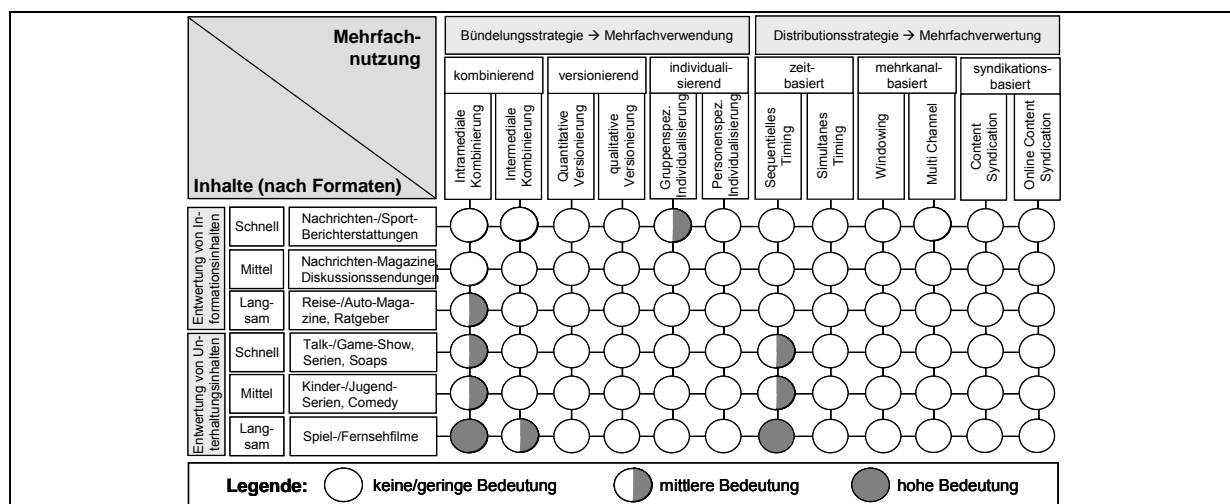 Mehrfach-
nutzung
Inhalte (nach Formaten)
Bündelungsstrategie → Mehrfachverwendung
Distributionsstrategie → Mehrfachverwertung
kombinierend
versionierend
individuali-
sierend
zeit-
basiert
mehrkanal-
basiert
syndikations-
basiert
Intramediale
Kombinierung
Intermediale
Kombinierung
Quantitative
Versionierung
qualitative
Versionierung
Gruppenspez.
Individualisierung
Personenspez.
Individualisierung
Sequentielles
Timing
Simultanes
Timing
Windowing
Multi Channel
Content
Syndication
Online Content
Syndication
Entwertung von In-
formationsinhalten
Schnell
Nachrichten-/Sport-
Berichterstattungen
Mittel
Nachrichten-Magazine,
Diskussionssendungen
Lang-
sam
Reise-/Auto-Maga-
zine, Ratgeber
Entwertung von Un-
terhaltungsinhalten
Schnell
Talk-/Game-Show,
Serien, Soaps
Mittel
Kinder-/Jugend-
Serien, Comedy
Lang-
sam
Spiel-/Fernsehfilme
Legende:
keine/geringe Bedeutung
mittlere Bedeutung
hohe Bedeutung